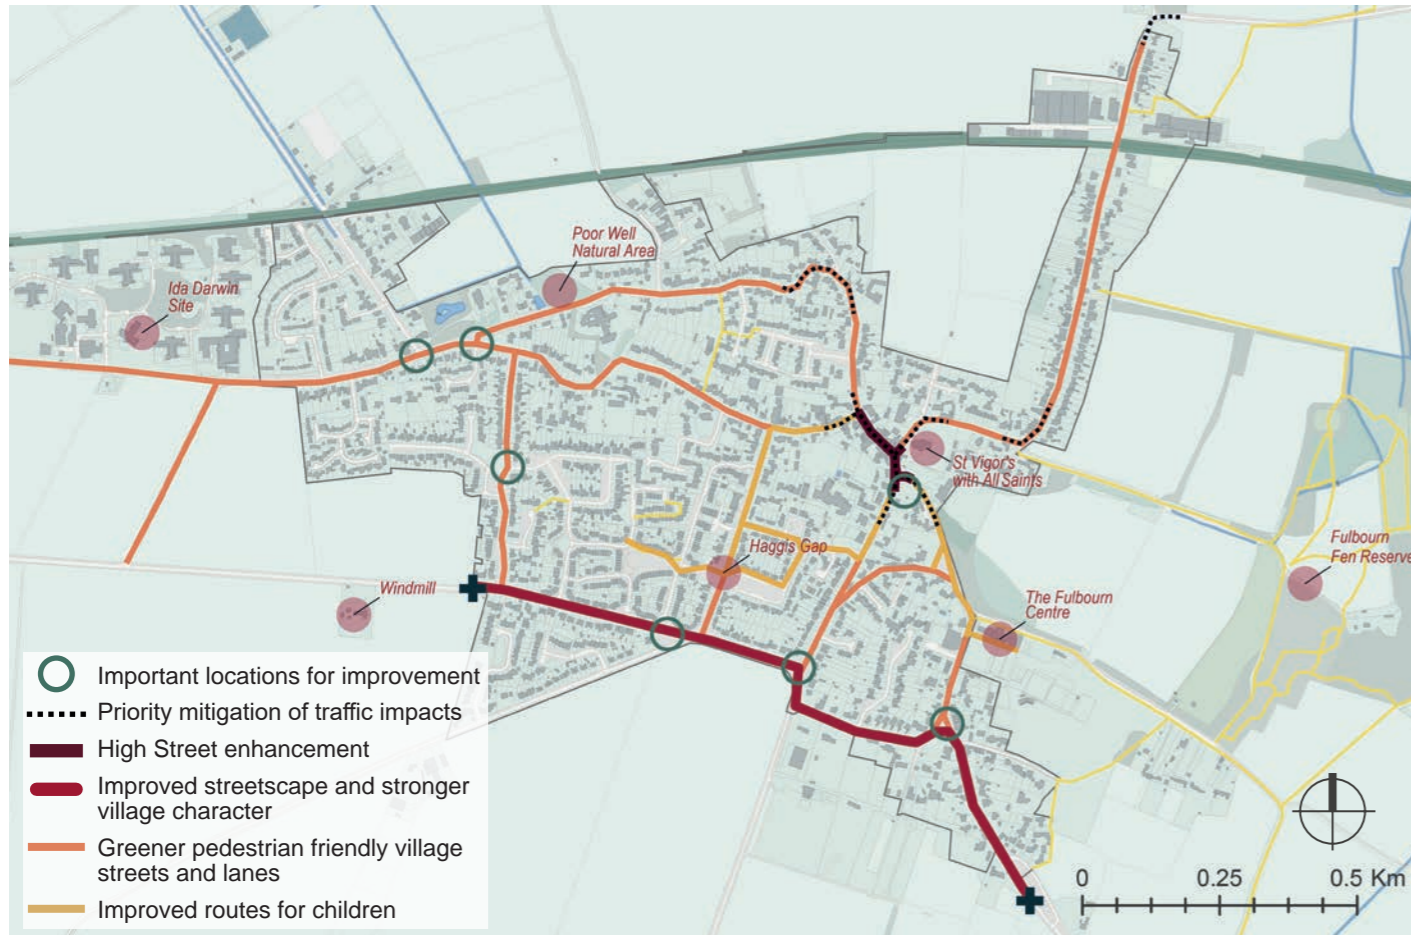 Poor Well
Natural Area
Ida Darwin
Site
St Vigor's
with All Saints
Haggis Gap
Fulbourn
Fen Reserve
Windmill
The Fulbourn
Centre
Important locations for improvement
Priority mitigation of traffic impacts
High Street enhancement
Improved streetscape and stronger
village character
Greener pedestrian friendly village
streets and lanes
Improved routes for children
0 0.25 0.5 Km